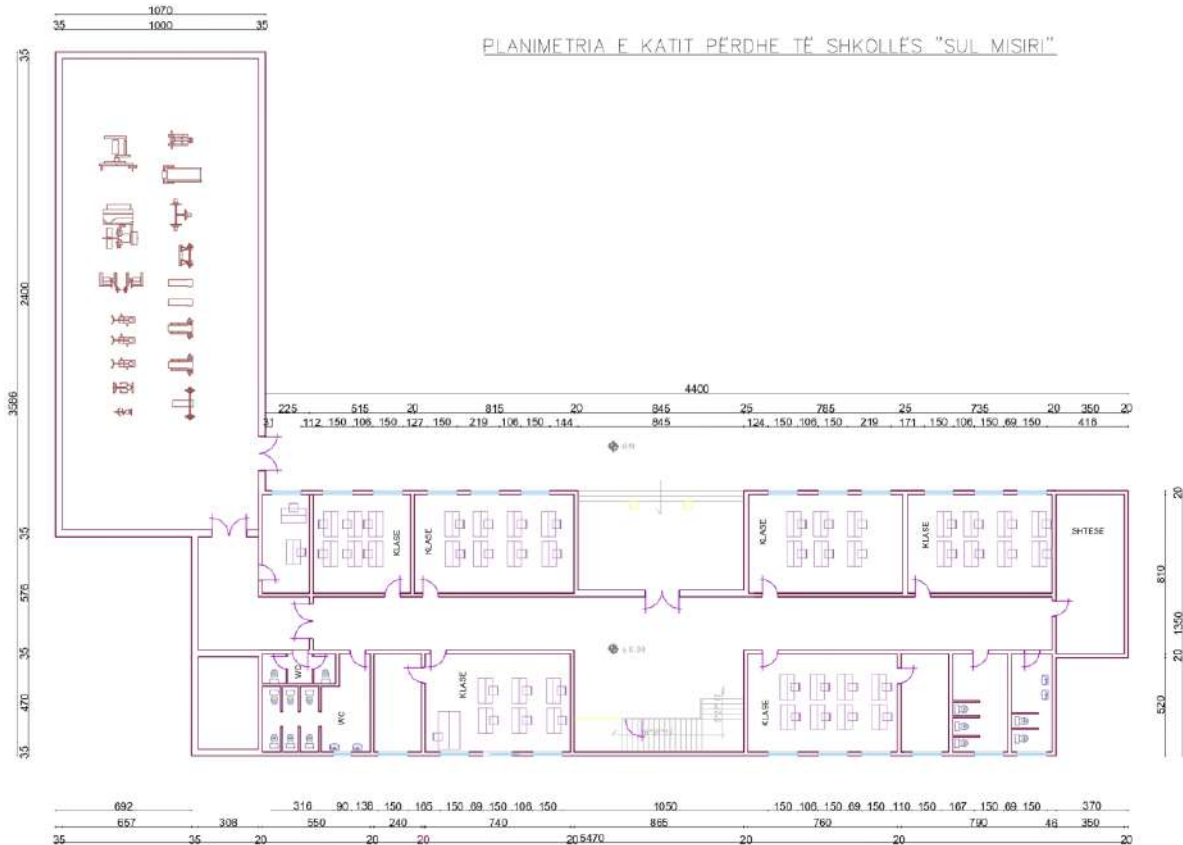 1070
35 1000 35
PLANIMETRIA E KATIT PËRDHE TË SHKOLLËS "SUL MISIRI"
35
2400
3586
35
576
35
470
35
4400
225 515 20 815 20 845 25 785 25 735 20 350 20
31 112 150 106 150 127 150 219 106 150 144 845 124 150 106 150 219 171 150 106 150 69 150 416
KLASE
KLASE
KLASE
KLASE
SHTESE
20
810
1350
20
520
WC
WC
KLASE
KLASE
692 316 90 138 150 165 150 69 150 106 150 1050 150 106 150 69 150 110 150 167 150 69 150 370
657 308 550 240 740 865 760 790 46 350
35 35 20 20 20 20 5470 20 20 20 20